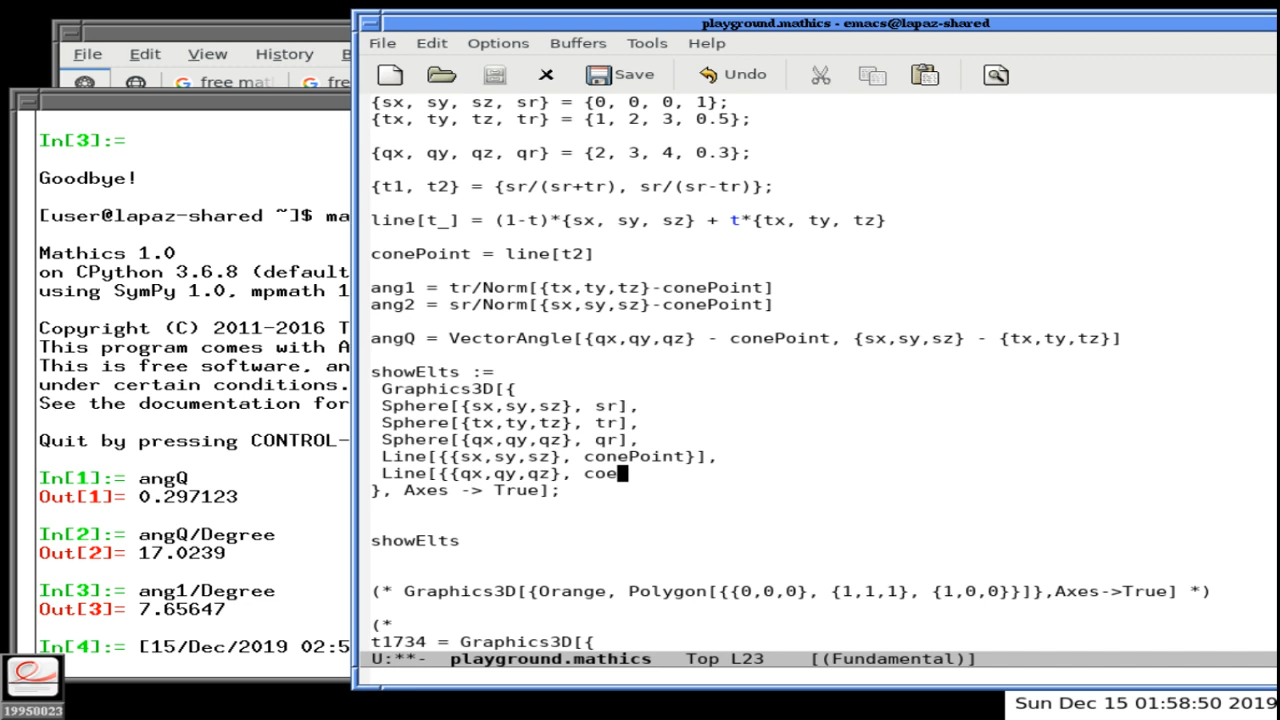 playground.mathics - emacs@lapaz-shared
File Edit View History
free mat
fre
File Edit Options Buffers Tools Help
Save Undo
In[3]:=
Goodbye!
[user@lapaz-shared ~]$ ma
Mathics 1.0
on CPython 3.6.8 (default
using SymPy 1.0, mpmath 1
Copyright (C) 2011-2016 T
This program comes with A
This is free software, an
under certain conditions.
See the documentation for
Quit by pressing CONTROL-
In[1]:= angQ
Out[1]= 0.297123
In[2]:= angQ/Degree
Out[2]= 17.0239
In[3]:= ang1/Degree
Out[3]= 7.65647
In[4]:= [15/Dec/2019 02:5
{sx, sy, sz, sr} = {0, 0, 0, 1};
{tx, ty, tz, tr} = {1, 2, 3, 0.5};
{qx, qy, qz, qr} = {2, 3, 4, 0.3};
{t1, t2} = {sr/(sr+tr), sr/(sr-tr)};
line[t_] = (1-t)*{sx, sy, sz} + t*{tx, ty, tz}
conePoint = line[t2]
ang1 = tr/Norm[{tx,ty,tz}-conePoint]
ang2 = sr/Norm[{sx,sy,sz}-conePoint]
angQ = VectorAngle[{qx,qy,qz} - conePoint, {sx,sy,sz} - {tx,ty,tz}]
showElts :=
Graphics3D[{
Sphere[{sx,sy,sz}, sr],
Sphere[{tx,ty,tz}, tr],
Sphere[{qx,qy,qz}, qr],
Line[{{sx,sy,sz}, conePoint}],
Line[{{qx,qy,qz}, coe
}, Axes -> True];
showElts
(* Graphics3D[{Orange, Polygon[{{0,0,0}, {1,1,1}, {1,0,0}}]},Axes->True] *)
(*
t1734 = Graphics3D[{
U:**- playground.mathics Top L23 [(Fundamental)]
19950023
Sun Dec 15 01:58:50 2019